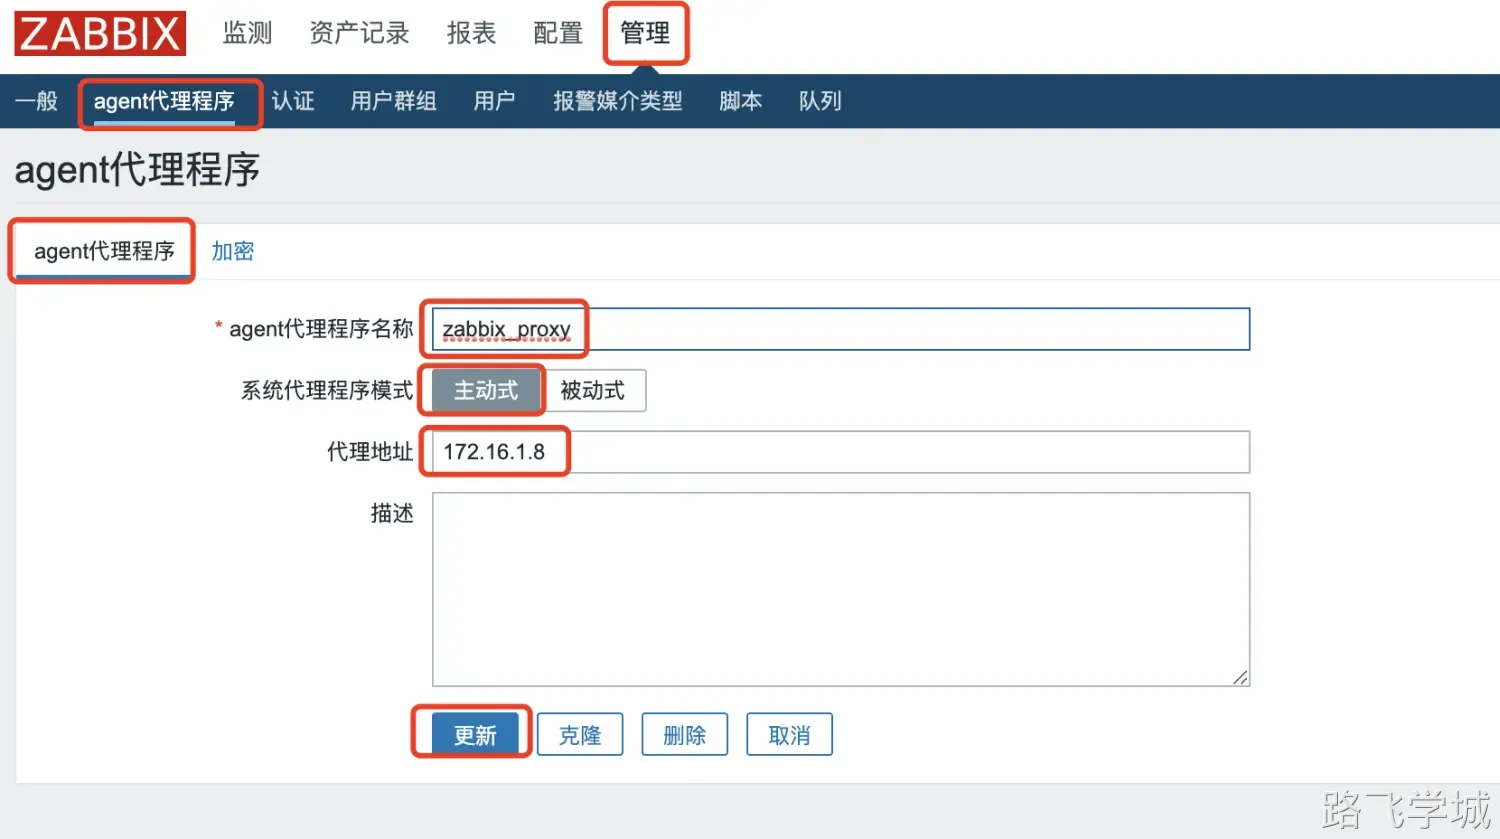 ZABBIX 监测 资产记录 报表 配置 管理
一般 agent代理程序 认证 用户群组 用户 报警媒介类型 脚本 队列
agent代理程序
agent代理程序 加密
* agent代理程序名称 zabbix_proxy
系统代理程序模式 主动式 被动式
代理地址 172.16.1.8
描述
更新 克隆 删除 取消
路飞学城